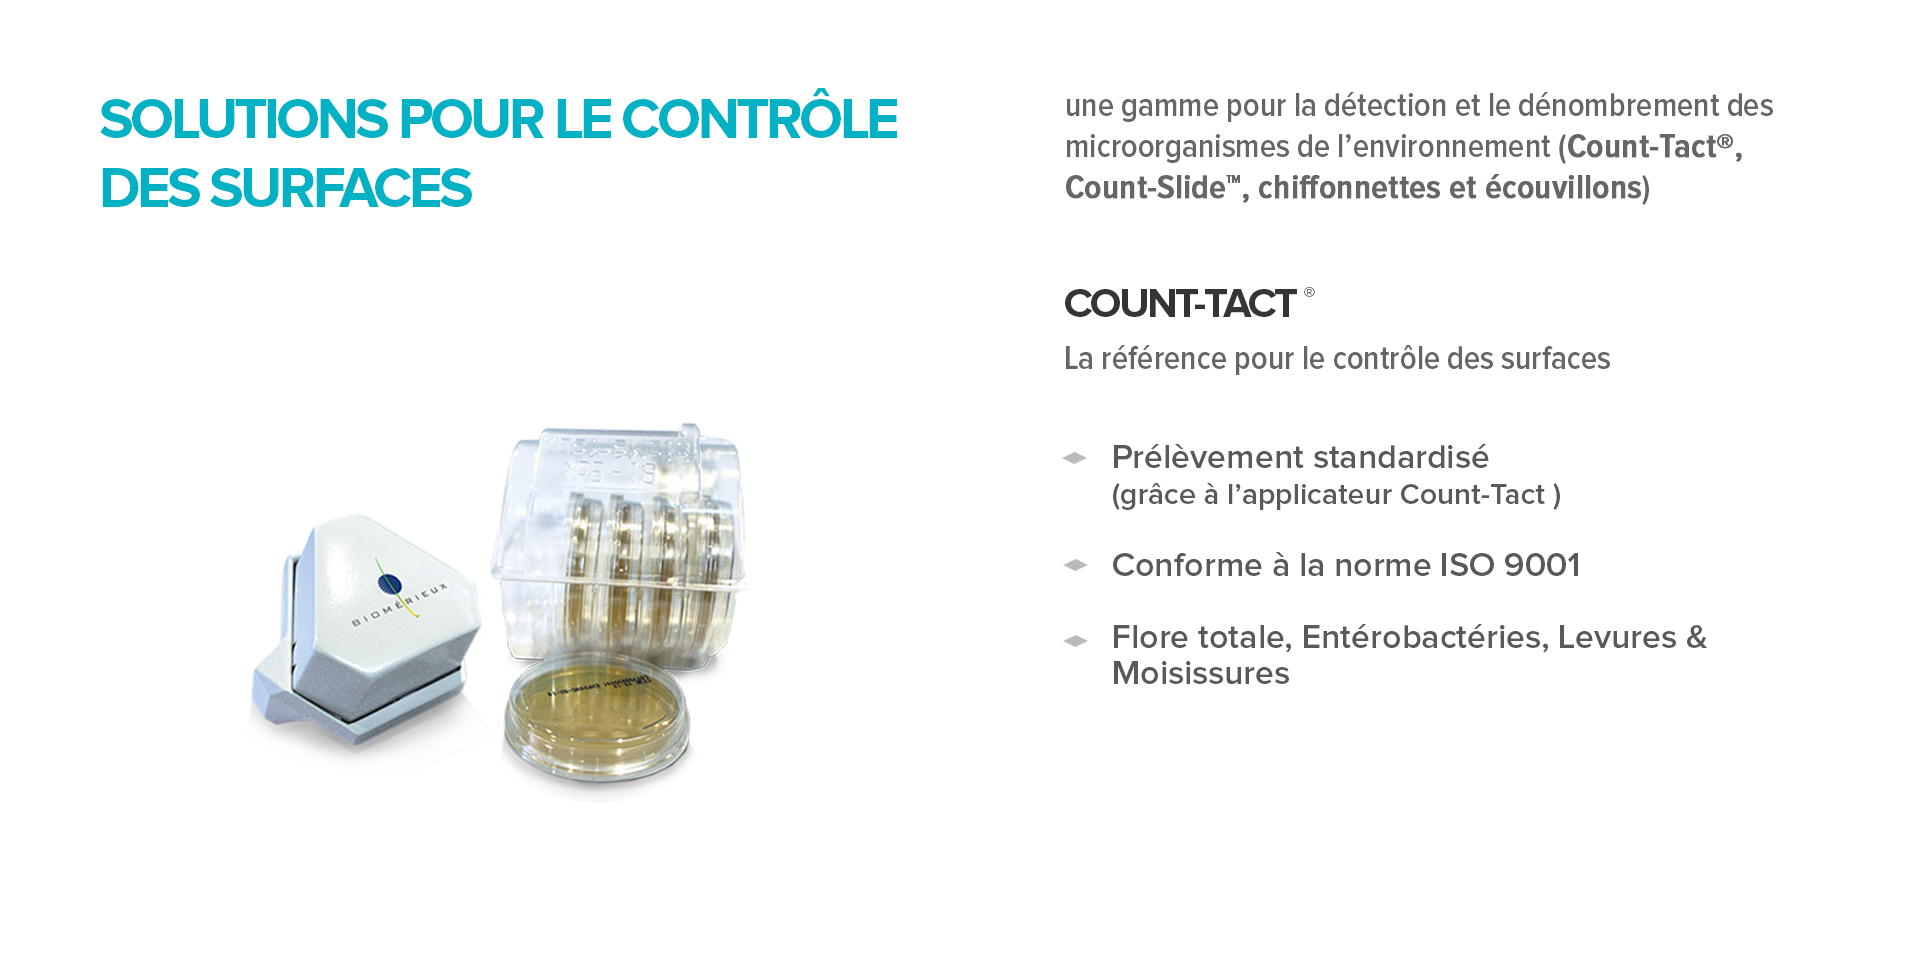 SOLUTIONS POUR LE CONTRÔLE
DES SURFACES
une gamme pour la détection et le dénombrement des
microorganismes de l’environnement (Count-Tact®,
Count-Slide™, chiffonnettes et écouvillons)
COUNT-TACT ®
La référence pour le contrôle des surfaces
Prélèvement standardisé
(grâce à l’applicateur Count-Tact )
Conforme à la norme ISO 9001
Flore totale, Entérobactéries, Levures &
Moisissures
BIOMÉRIEUX